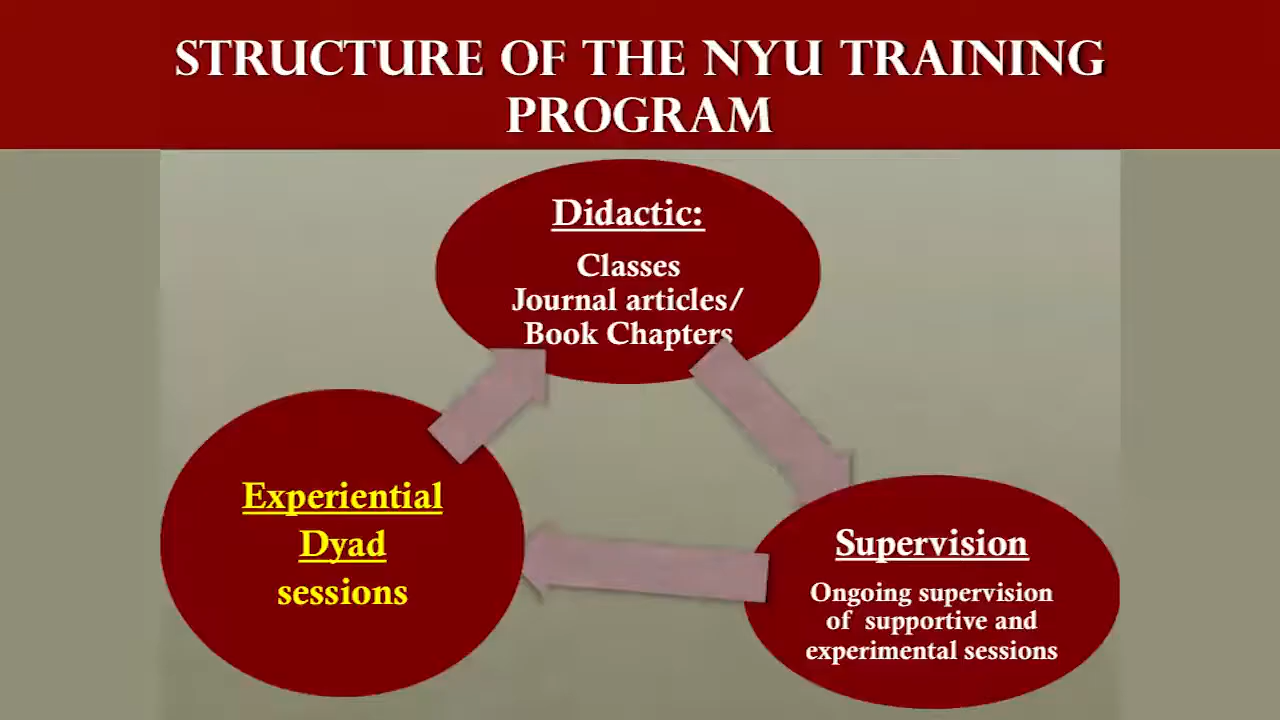 STRUCTURE OF THE NYU TRAINING
PROGRAM
Didactic:
Classes
Journal articles/
Book Chapters
Experiential
Dyad
sessions
Supervision
Ongoing supervision
of supportive and
experimental sessions